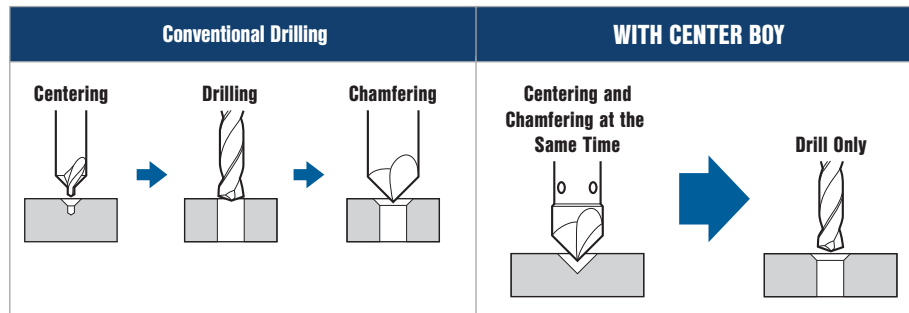 Conventional Drilling
WITH CENTER BOY
Centering
Drilling
Chamfering
Centering and
Chamfering at the
Same Time
Drill Only